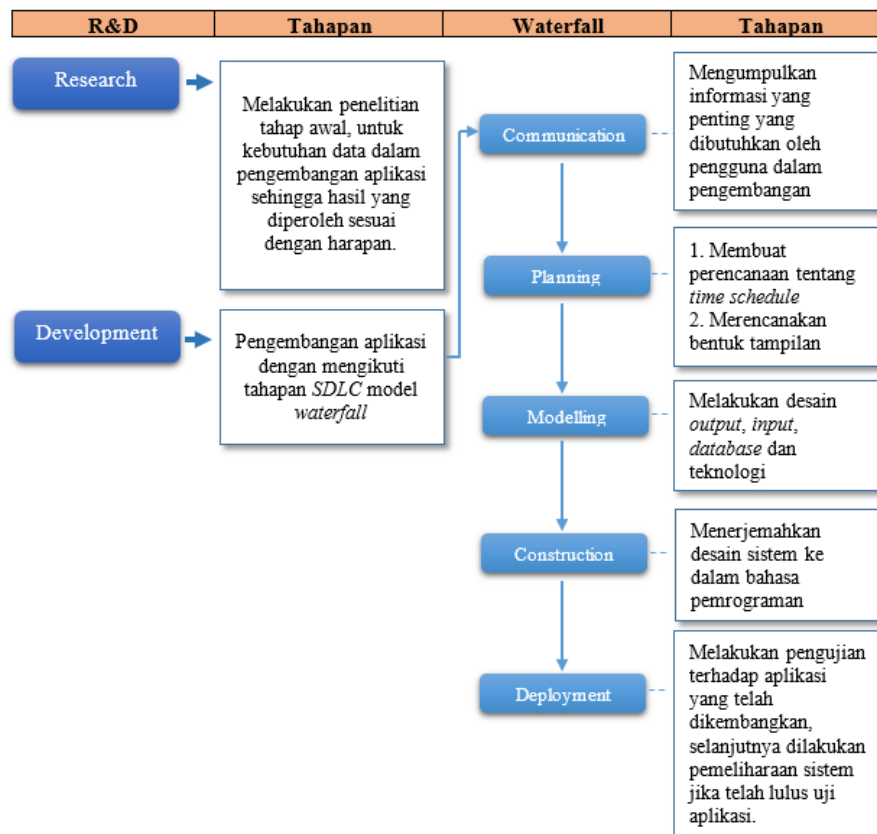 R&D Tahapan Waterfall Tahapan
Research
Melakukan penelitian
tahap awal, untuk
kebutuhan data dalam
pengembangan aplikasi
sehingga hasil yang
diperoleh sesuai
dengan harapan.
Development
Pengembangan aplikasi
dengan mengikuti
tahapan SDLC model
waterfall
Communication
Mengumpulkan
informasi yang
penting yang
dibutuhkan oleh
pengguna dalam
pengembangan
Planning
1. Membuat
perencanaan tentang
time schedule
2. Merencanakan
bentuk tampilan
Modelling
Melakukan desain
output, input,
database dan
teknologi
Construction
Menerjemahkan
desain sistem ke
dalam bahasa
pemrograman
Deployment
Melakukan pengujian
terhadap aplikasi
yang telah
dikembangkan,
selanjutnya dilakukan
pemeliharaan sistem
jika telah lulus uji
aplikasi.